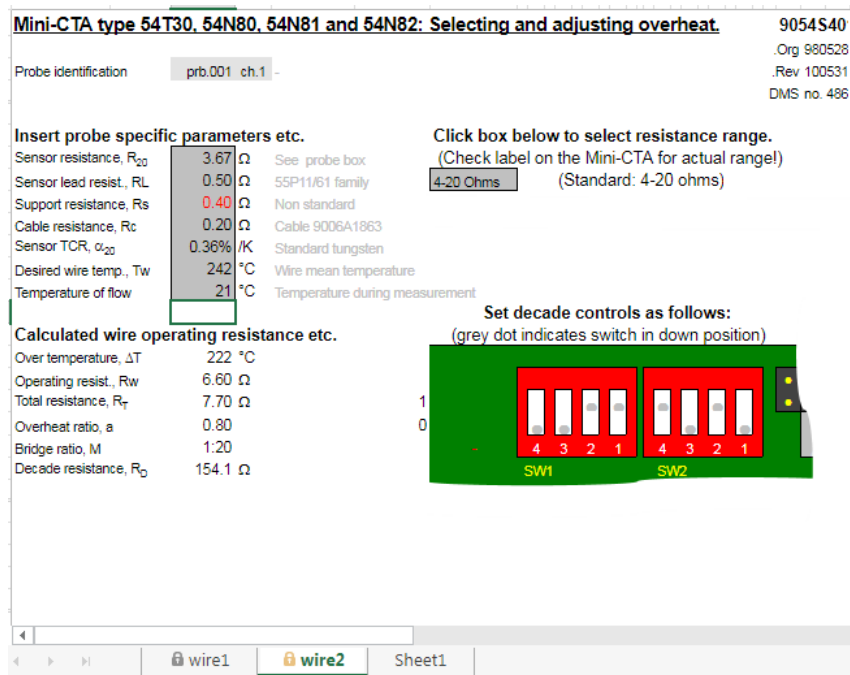 Mini-CTA type 54T30, 54N80, 54N81 and 54N82: Selecting and adjusting overheat. 9054S40
.Org 980528
Probe identification prb.001 ch.1 - .Rev 100531
DMS no. 486
Insert probe specific parameters etc. Click box below to select resistance range.
Sensor resistance, R20 3.67 Ω See probe box (Check label on the Mini-CTA for actual range!)
Sensor lead resist., RL 0.50 Ω 55P11/61 family 4-20 Ohms (Standard: 4-20 ohms)
Support resistance, Rs 0.40 Ω Non standard
Cable resistance, Rc 0.20 Ω Cable 9006A1863
Sensor TCR, α20 0.36% /K Standard tungsten
Desired wire temp., Tw 242 °C Wire mean temperature
Temperature of flow 21 °C Temperature during measurement
Set decade controls as follows:
Calculated wire operating resistance etc. (grey dot indicates switch in down position)
Over temperature, ΔT 222 °C
Operating resist., Rw 6.60 Ω
Total resistance, RT 7.70 Ω 1
Overheat ratio, a 0.80 0
Bridge ratio, M 1:20 4 3 2 1 4 3 2 1
Decade resistance, RD 154.1 Ω SW1 SW2
wire1 wire2 Sheet1